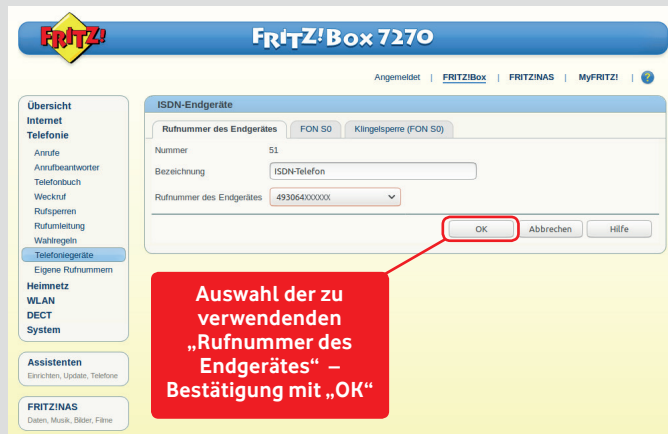 FRITZ!
FRITZ!Box 7270
Angemeldet | FRITZ!Box | FRITZ!NAS | MyFRITZ! | ?
Übersicht
Internet
Telefonie
Anrufe
Anrufbeantworter
Telefonbuch
Weckruf
Rufsperren
Rufumleitung
Wahlregeln
Telefoniegeräte
Eigene Rufnummern
Heimnetz
WLAN
DECT
System
Assistenten
Einrichten, Update, Telefone
FRITZ!NAS
Daten, Musik, Bilder, Filme
ISDN-Endgeräte
Rufnummer des Endgerätes FON S0 Klingelsperre (FON S0)
Nummer 51
Bezeichnung ISDN-Telefon
Rufnummer des Endgerätes 493064XXXXXX
OK Abbrechen Hilfe
Auswahl der zu
verwendenden
„Rufnummer des
Endgerätes“ –
Bestätigung mit „OK“